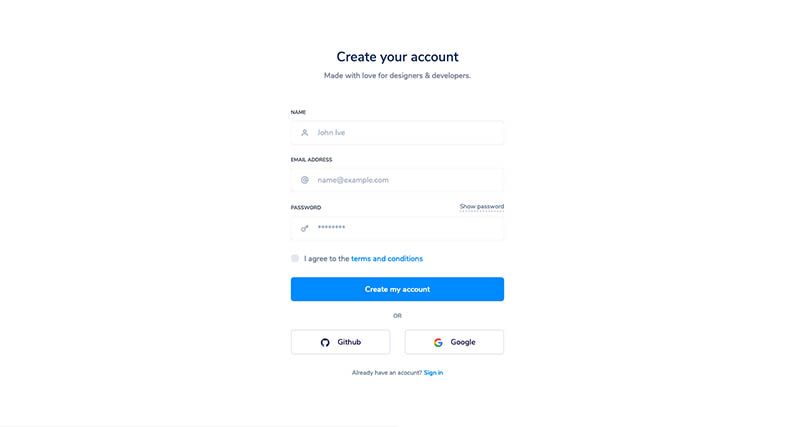 Create your account
Made with love for designers & developers.
NAME
John Ive
EMAIL ADDRESS
name@example.com
PASSWORD Show password
********
I agree to the terms and conditions
Create my account
OR
Github Google
Already have an acocunt? Sign in